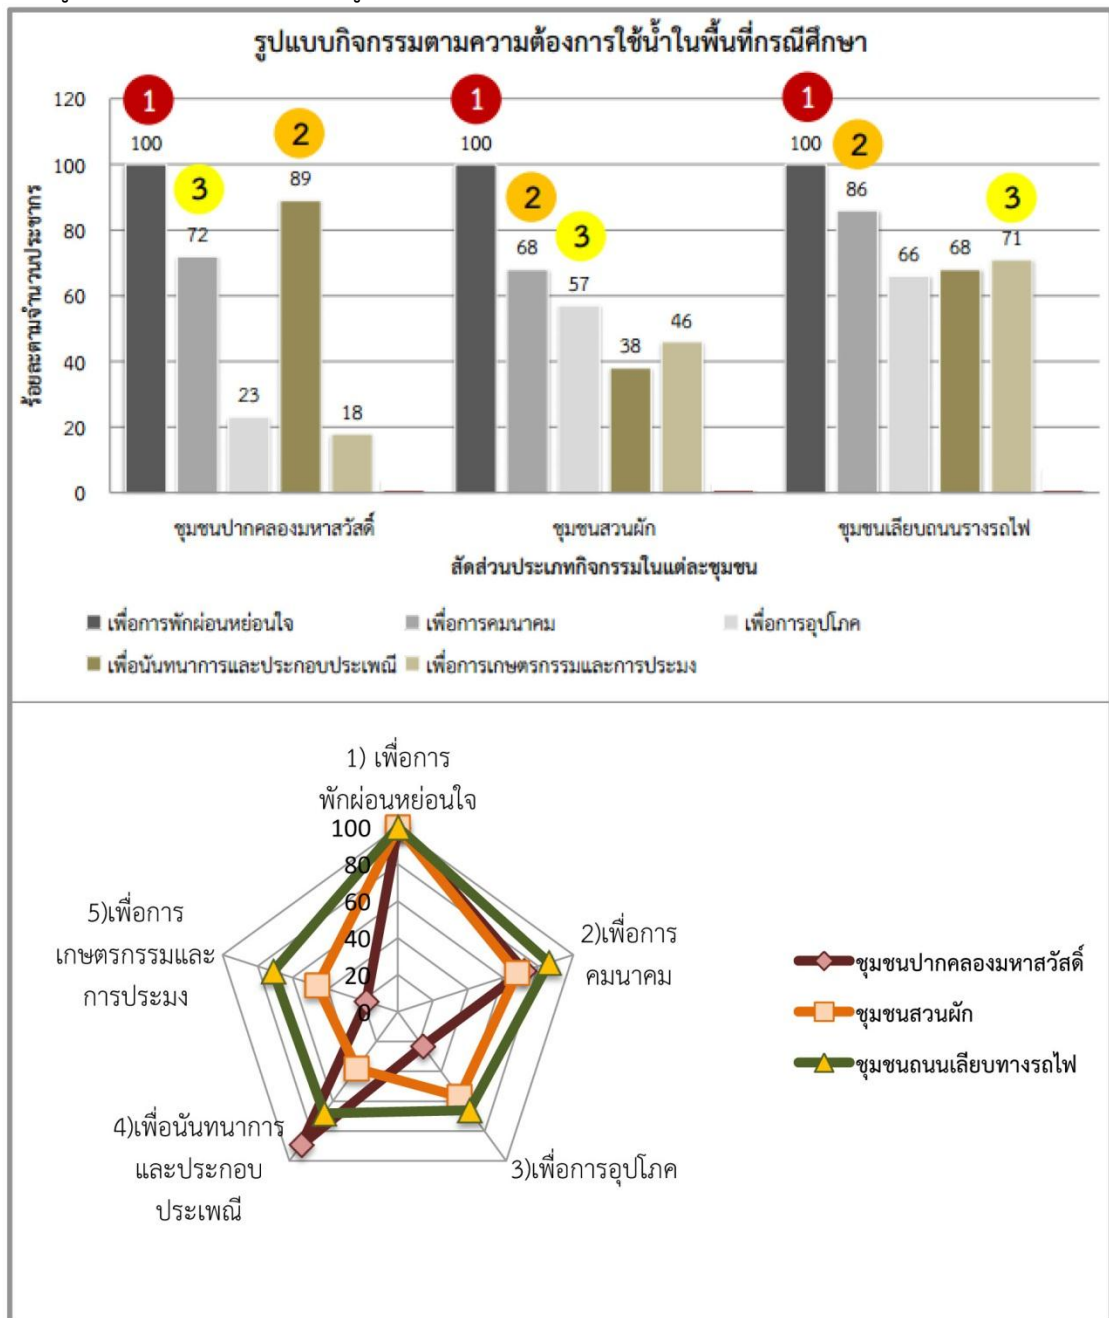 รูปแบบกิจกรรมตามความต้องการใช้น้ำในพื้นที่กรณีศึกษา
ร้อยละตามจำนวนประชากร
120
100
80
60
40
20
0
1
100
3
72
23
2
89
18
1
100
2
68
3
57
38
46
1
100
2
86
66
68
3
71
ชุมชนปากคลองมหาสวัสดิ์
ชุมชนสวนผัก
ชุมชนเลียบถนนรางรถไฟ
สัดส่วนประเภทกิจกรรมในแต่ละชุมชน
เพื่อการพักผ่อนหย่อนใจ
เพื่อการคมนาคม
เพื่อการอุปโภค
เพื่อนันทนาการและประกอบประเพณี
เพื่อการเกษตรกรรมและการประมง
1) เพื่อการ
พักผ่อนหย่อนใจ
100
80
60
40
20
0
2)เพื่อการ
คมนาคม
3)เพื่อการอุปโภค
4)เพื่อนันทนาการ
และประกอบ
ประเพณี
5)เพื่อการ
เกษตรกรรมและ
การประมง
ชุมชนปากคลองมหาสวัสดิ์
ชุมชนสวนผัก
ชุมชนถนนเลียบทางรถไฟ